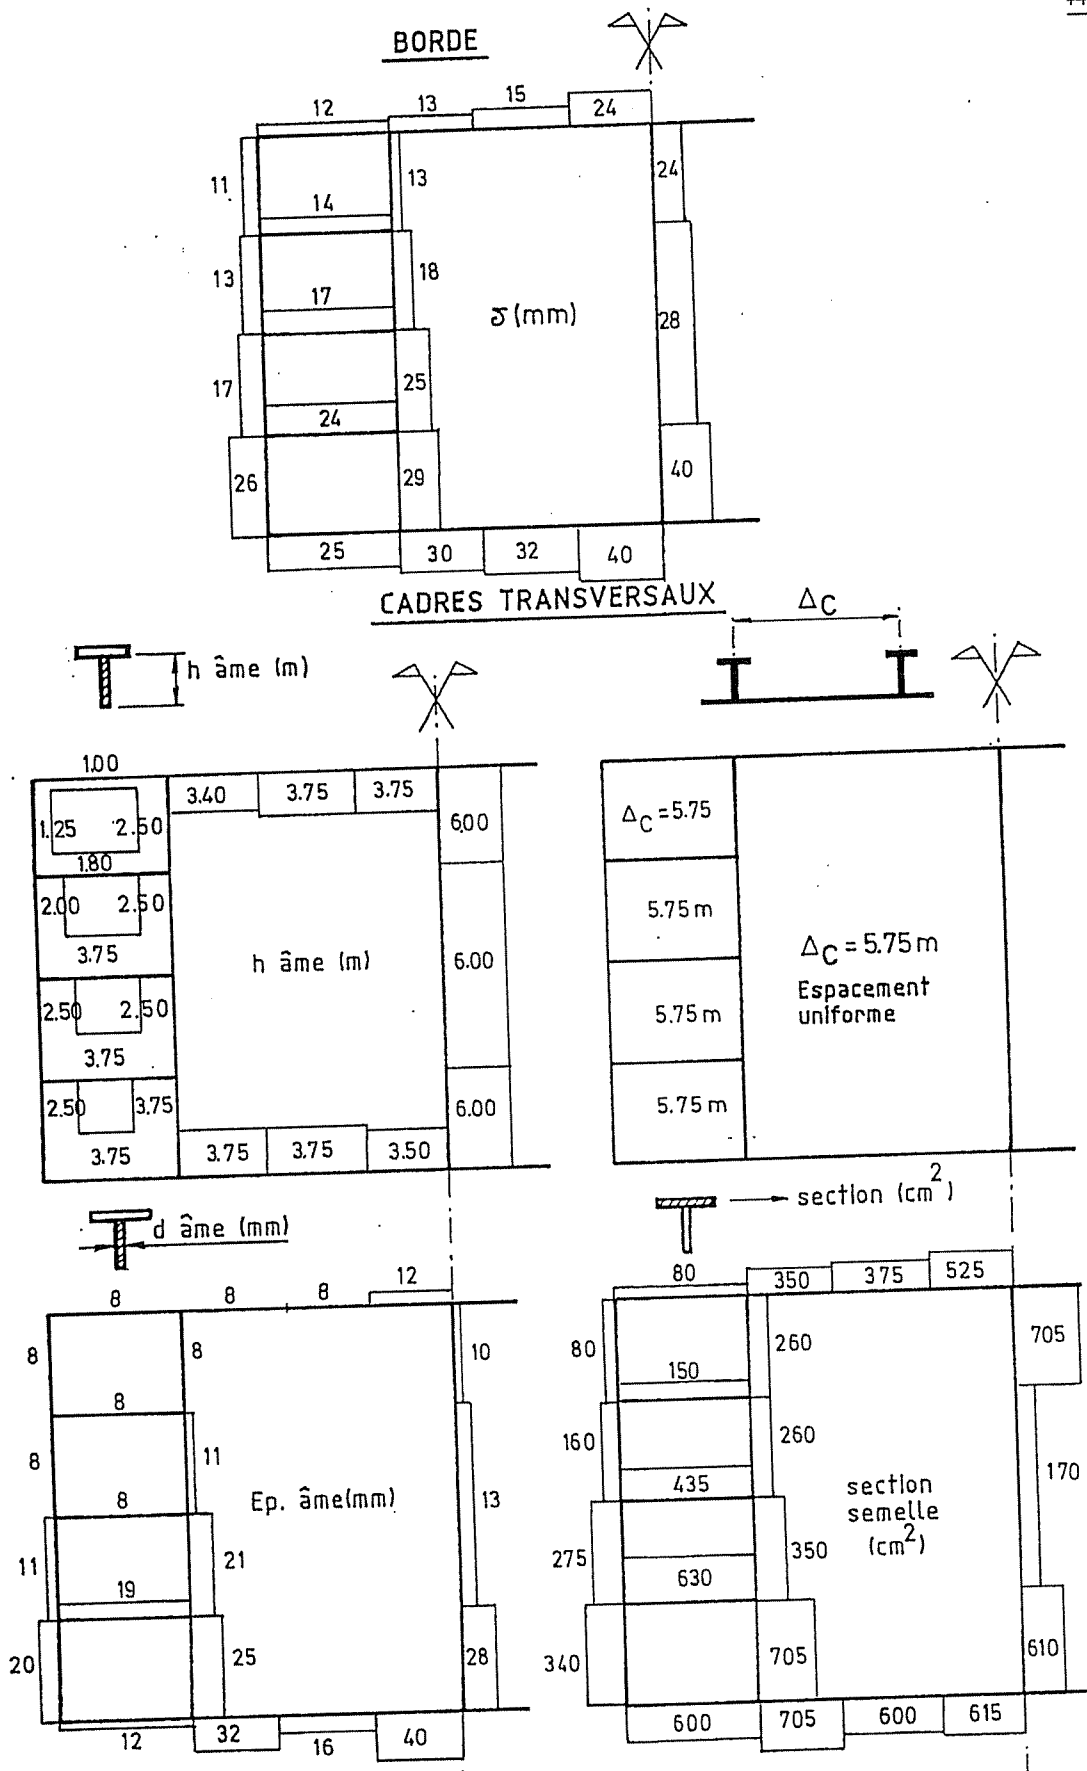 BORDE
12 13 15 24
11 13 24
14
13 18
17
δ (mm) 28
17 25
24
26 29 40
25 30 32 40
CADRES TRANSVERSAUX
ΔC
h âme (m)
1.00
3.40 3.75 3.75
1.25 2.50 6.00
1.80
2.00 2.50
3.75
h âme (m) 6.00
2.50 2.50
3.75
2.50 3.75 6.00
3.75 3.75 3.75 3.50
ΔC = 5.75
5.75 m
ΔC = 5.75 m
Espacement
uniforme
5.75 m
5.75 m
d âme (mm)
8 8 8 12
8 8 10
8
8 11
8
Ep. âme(mm) 13
11 21
19
20 25 28
12 32 16 40
section (cm²)
80 350 375 525
80 260 705
150
160 260
435
section
semelle
(cm²)
170
275 350
630
340 705 610
600 705 600 615